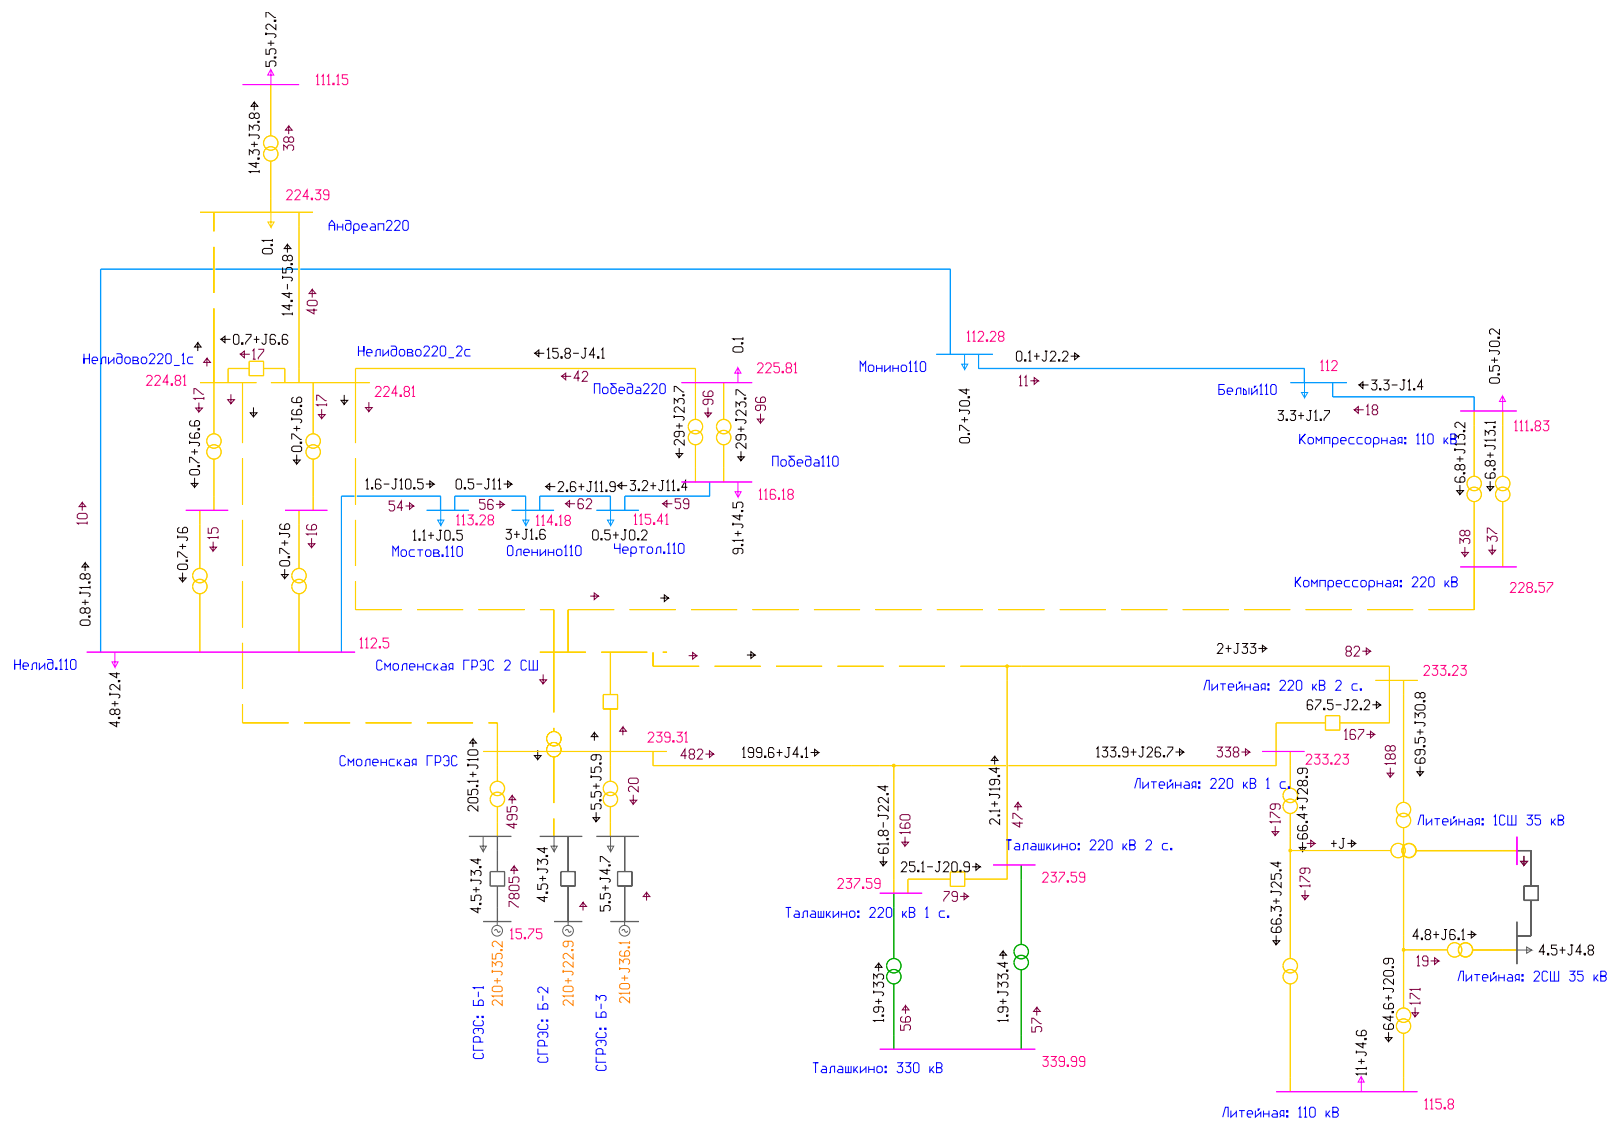 5.5+J2.7
111.15
14.3+J3.8
38
224.39
Андреап220
0.1
14.4-J5.8
40
0.7+J6.6
17
Нелидово220_1с
224.81
Нелидово220_2с
224.81
15.8-J4.1
42
0.1
225.81
Победа220
17
0.7+J6.6
17
0.7+J6.6
96
29+J23.7
96
29+J23.7
Победа110
116.18
9.1+J4.5
112.28
Монино110
0.7+J0.4
0.1+J2.2
11
112
Белый110
3.3+J1.7
3.3-J1.4
18
0.5+J0.2
111.83
Компрессорная: 110 кВ
6.8+J13.2
6.8+J13.1
38
37
Компрессорная: 220 кВ
228.57
1.6-J10.5
54
0.5-J11
56
2.6+J11.9
62
3.2+J11.4
59
113.28
114.18
115.41
1.1+J0.5
3+J1.6
0.5+J0.2
Мостов.110
Оленино110
Чертол.110
10
0.8+J1.8
15
0.7+J6
16
0.7+J6
112.5
Нелид.110
4.8+J2.4
Смоленская ГРЭС 2 СШ
239.31
Смоленская ГРЭС
482
199.6+J4.1
133.9+J26.7
338
2+J33
82
233.23
Литейная: 220 кВ 2 с.
67.5-J2.2
167
233.23
Литейная: 220 кВ 1 с.
188
69.5+J30.8
179
66.4+J28.9
205.1+J10
495
5.5+J5.9
20
4.5+J3.4
7805
4.5+J3.4
5.5+J4.7
15.75
210+J35.2
210+J22.9
210+J36.1
СГРЭС: Б-1
СГРЭС: Б-2
СГРЭС: Б-3
61.8-J22.4
160
2.1+J19.4
47
Талашкино: 220 кВ 2 с.
237.59
25.1-J20.9
79
237.59
Талашкино: 220 кВ 1 с.
1.9+J33
56
1.9+J33.4
57
Талашкино: 330 кВ
339.99
Литейная: 1СШ 35 кВ
+J
179
66.3+J25.4
4.8+J6.1
19
4.5+J4.8
Литейная: 2СШ 35 кВ
64.6+J20.9
171
11+J4.6
115.8
Литейная: 110 кВ